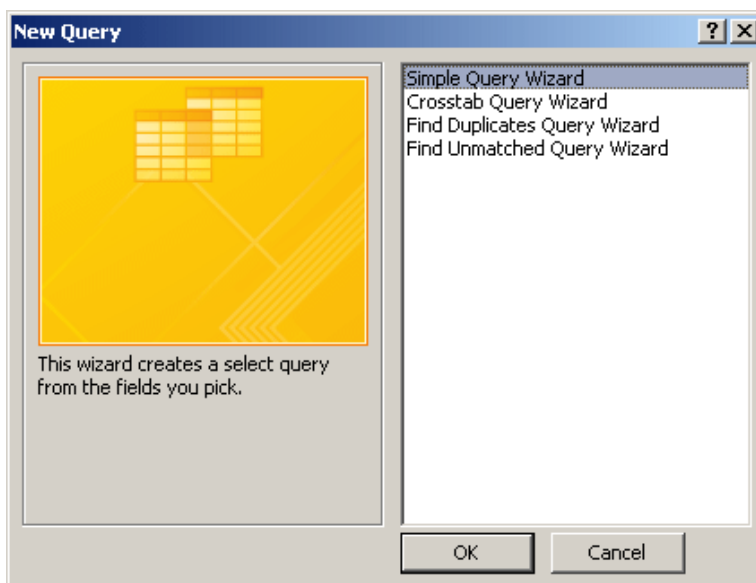 New Query
This wizard creates a select query
from the fields you pick.
Simple Query Wizard
Crosstab Query Wizard
Find Duplicates Query Wizard
Find Unmatched Query Wizard
OK
Cancel